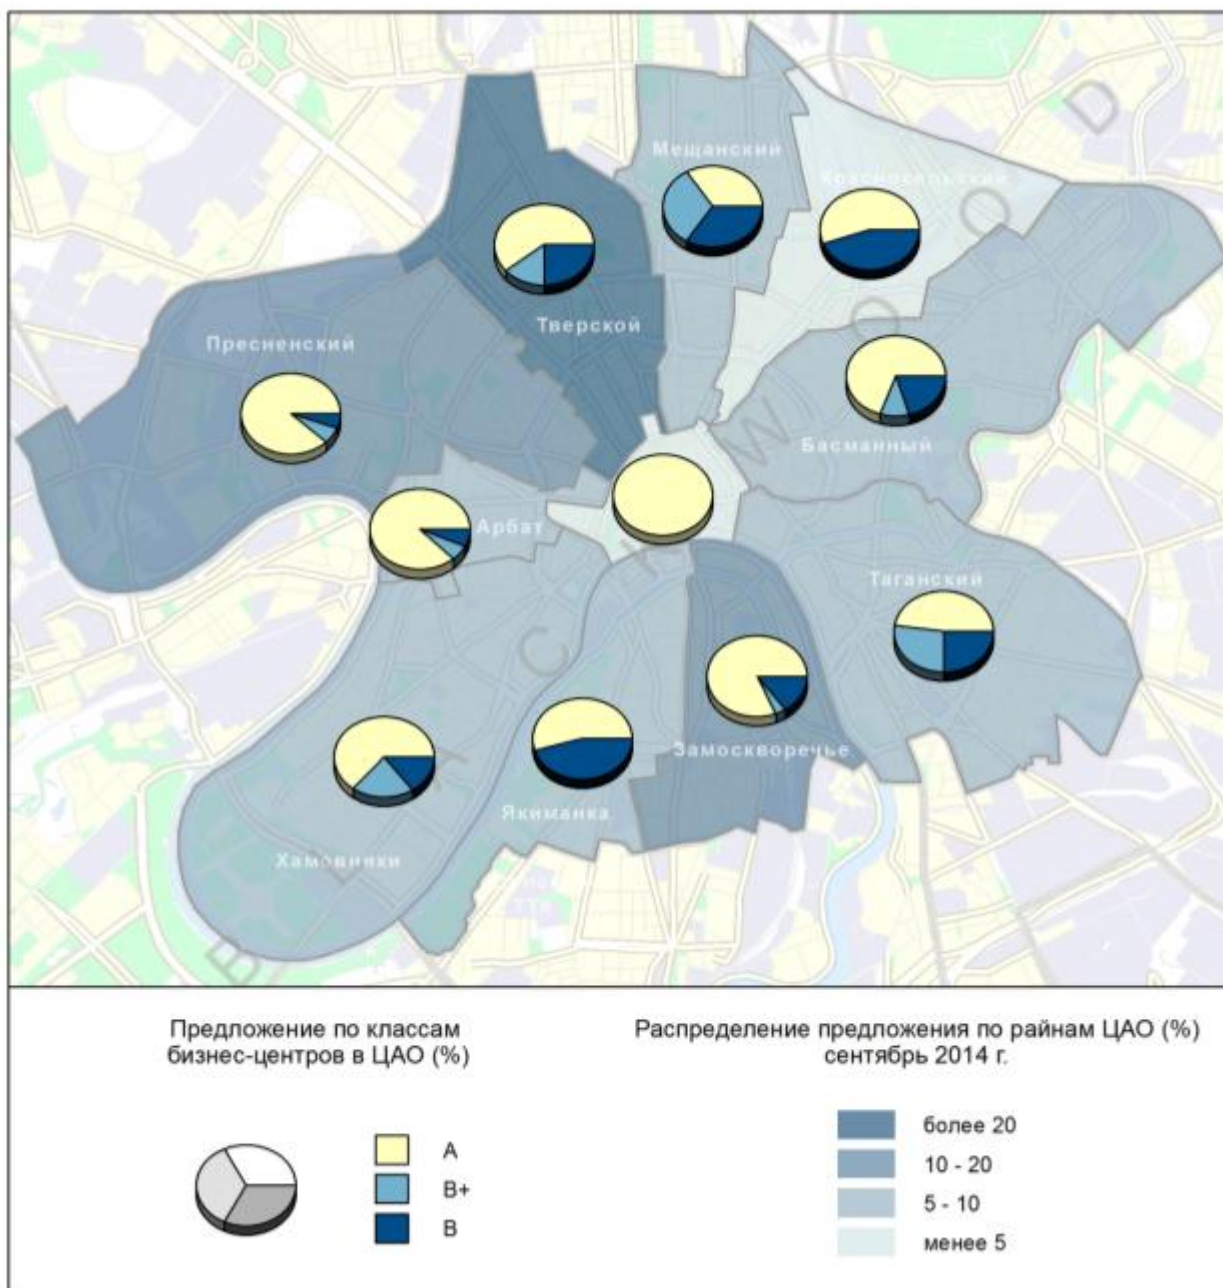 Мещанский
Красносельский
Тверской
Пресненский
Басманный
Арбат
Таганский
Замоскворечье
Якиманка
Хамовники
Предложение по классам
бизнес-центров в ЦАО (%)
A
B+
B
Распределение предложения по райнам ЦАО (%)
сентябрь 2014 г.
более 20
10 - 20
5 - 10
менее 5